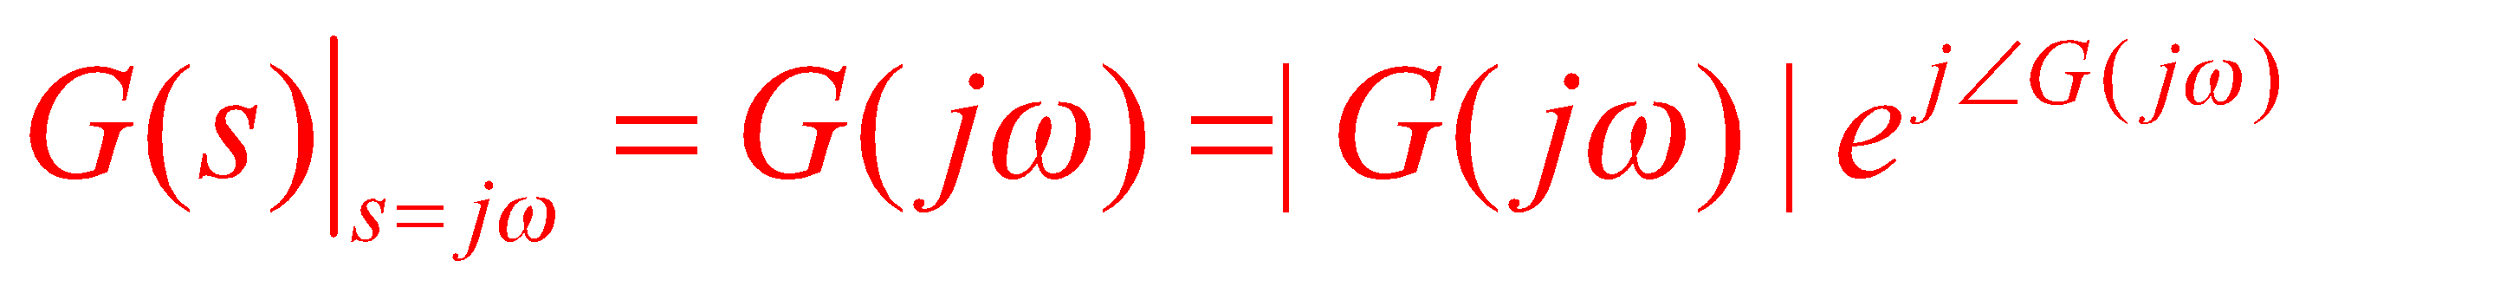 G(s)|_{s=jω} = G(jω) = | G(jω) | e^{j∠G(jω)}